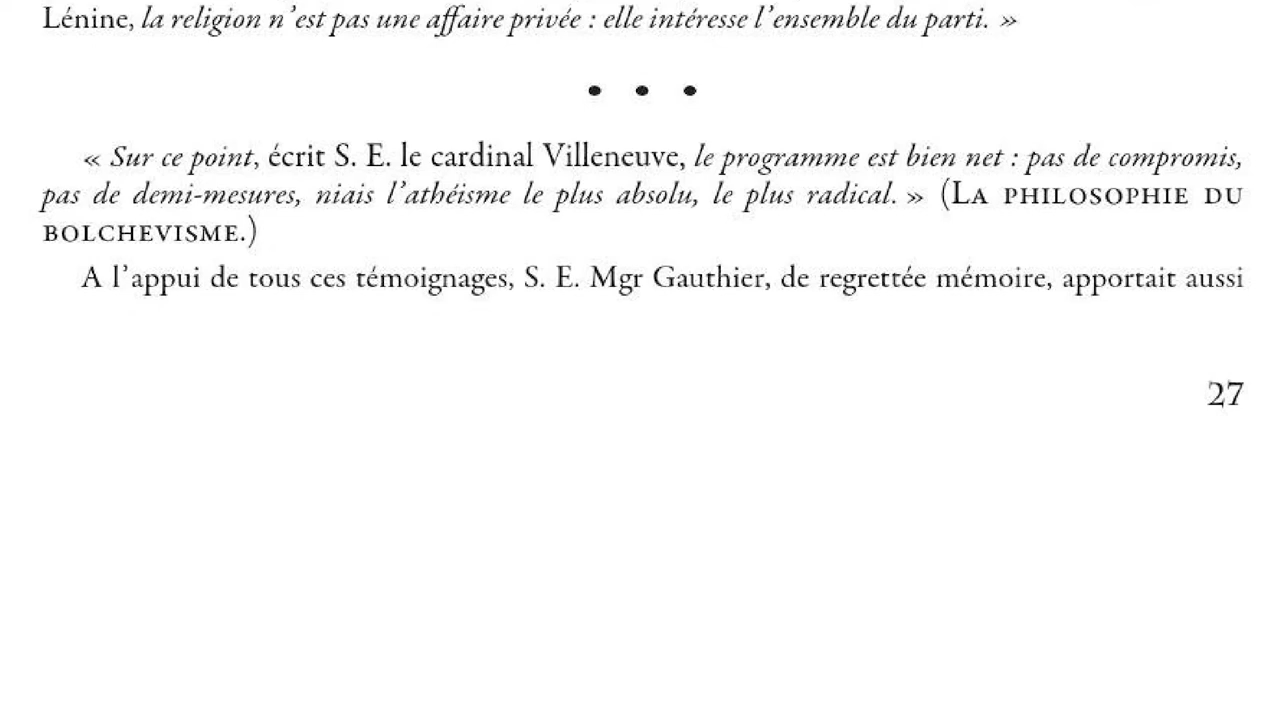 Lénine, la religion n'est pas une affaire privée : elle intéresse l'ensemble du parti. »
• • •
« Sur ce point, écrit S. E. le cardinal Villeneuve, le programme est bien net : pas de compromis,
pas de demi-mesures, niais l'athéisme le plus absolu, le plus radical. » (LA PHILOSOPHIE DU
BOLCHEVISME.)
A l'appui de tous ces témoignages, S. E. Mgr Gauthier, de regrettée mémoire, apportait aussi
27